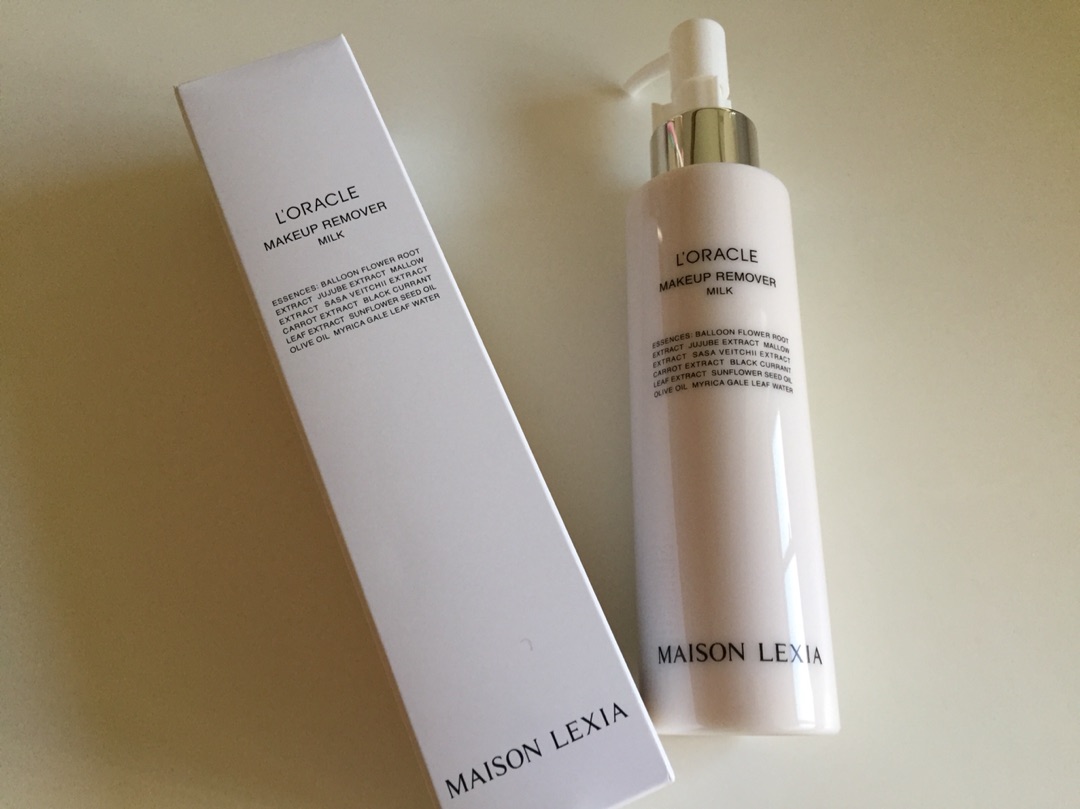 L'ORACLE
MAKEUP REMOVER
MILK
ESSENCES: BALLOON FLOWER ROOT
EXTRACT JUJUBE EXTRACT MALLOW
EXTRACT SASA VEITCHII EXTRACT
CARROT EXTRACT BLACK CURRANT
LEAF EXTRACT SUNFLOWER SEED OIL
OLIVE OIL MYRICA GALE LEAF WATER
MAISON LEXIA
L'ORACLE
MAKEUP REMOVER
MILK
ESSENCES: BALLOON FLOWER ROOT
EXTRACT JUJUBE EXTRACT MALLOW
EXTRACT SASA VEITCHII EXTRACT
CARROT EXTRACT BLACK CURRANT
LEAF EXTRACT SUNFLOWER SEED OIL
OLIVE OIL MYRICA GALE LEAF WATER
MAISON LEXIA